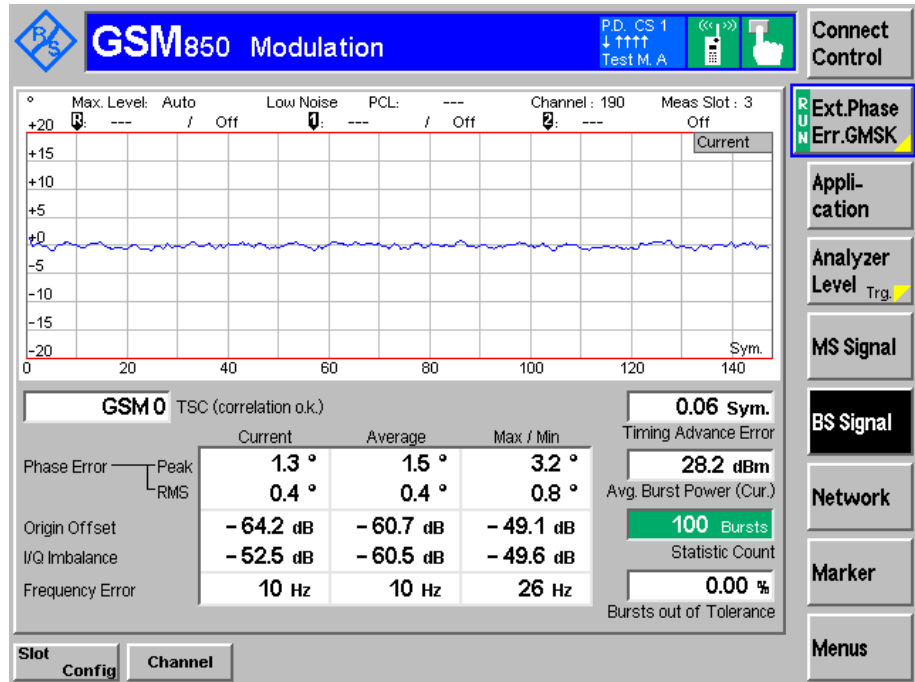 R&S GSM850 Modulation
P.D. CS 1
↓ ↑↑↑↑
Test M. A
Connect
Control
° Max. Level: Auto Low Noise PCL: --- Channel : 190 Meas Slot : 3
R: --- / Off 1: --- / Off 2: --- Off
Current
+20
+15
+10
+5
+0
-5
-10
-15
-20
Sym.
0 20 40 60 80 100 120 140
GSM 0 TSC (correlation o.k.)
Current Average Max / Min
Phase Error Peak 1.3 ° 1.5 ° 3.2 °
RMS 0.4 ° 0.4 ° 0.8 °
Origin Offset - 64.2 dB - 60.7 dB - 49.1 dB
I/Q Imbalance - 52.5 dB - 60.5 dB - 49.6 dB
Frequency Error 10 Hz 10 Hz 26 Hz
0.06 Sym.
Timing Advance Error
28.2 dBm
Avg. Burst Power (Cur.)
100 Bursts
Statistic Count
0.00 %
Bursts out of Tolerance
RUN
Ext.Phase
Err.GMSK
Appli-
cation
Analyzer
Level Trg.
MS Signal
BS Signal
Network
Marker
Menus
Slot
Config
Channel